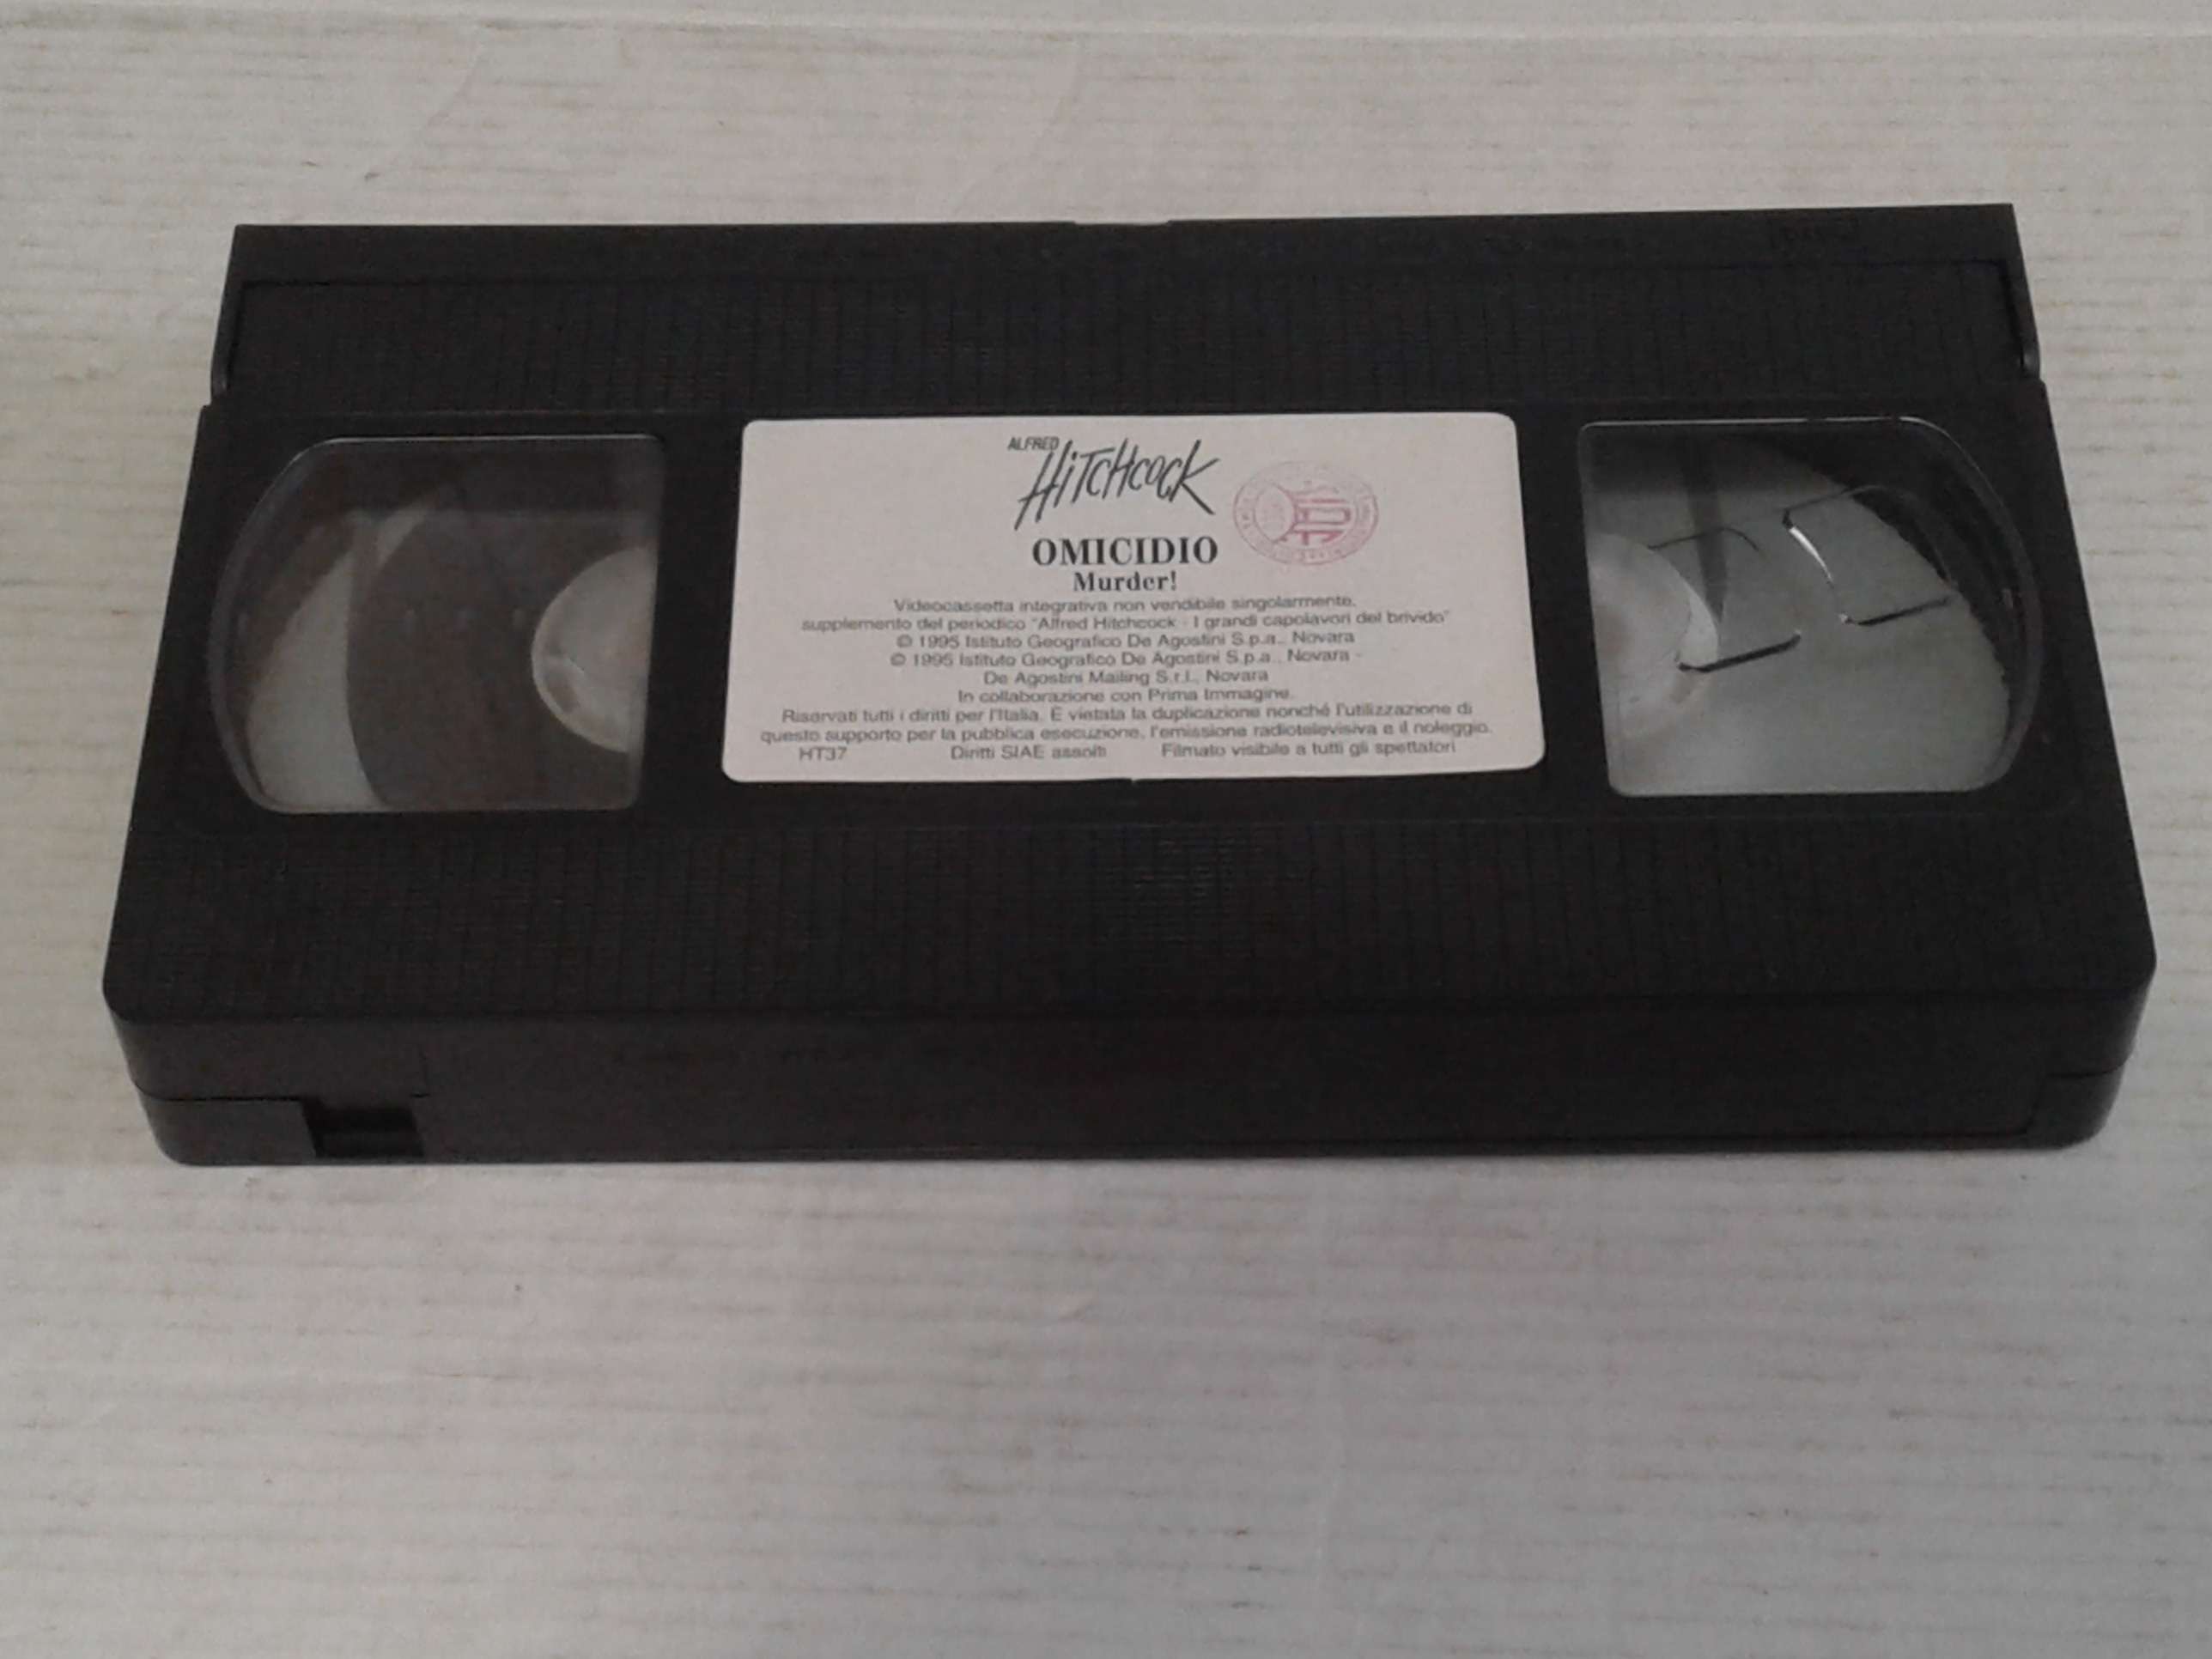 ALFRED
HITCHCOCK
OMICIDIO
Murder!
Videocassetta integrativa non vendibile singolarmente,
supplemento del periodico "Alfred Hitchcock - I grandi capolavori del brivido"
© 1995 Istituto Geografico De Agostini S.p.a., Novara
© 1995 Istituto Geografico De Agostini S.p.a., Novara -
De Agostini Mailing S.r.l., Novara
In collaborazione con Prima Immagine.
Riservati tutti i diritti per l'Italia. È vietata la duplicazione nonché l'utilizzazione di
questo supporto per la pubblica esecuzione, l'emissione radiotelevisiva e il noleggio.
HT37 Diritti SIAE assolti Filmato visibile a tutti gli spettatori